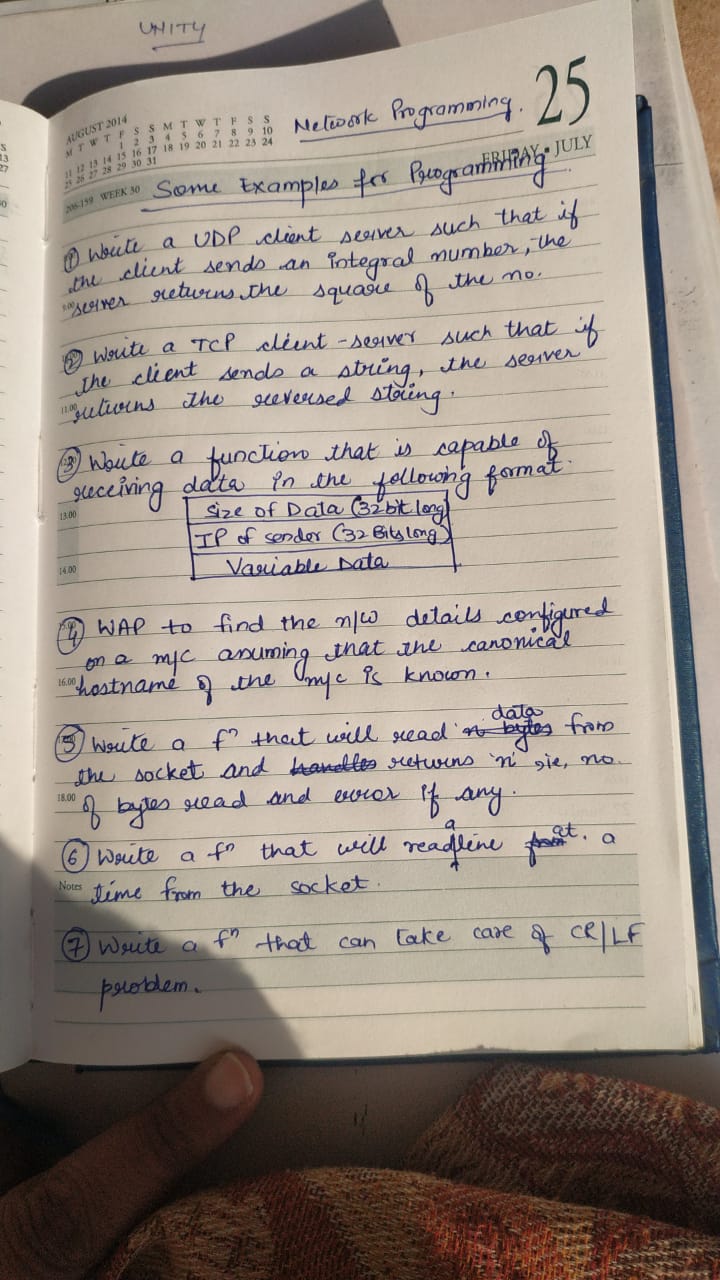 UNITY
AUGUST 2014
M T W T F S S M T W T F S S
1 2 3 4 5 6 7 8 9 10
11 12 13 14 15 16 17 18 19 20 21 22 23 24
25 26 27 28 29 30 31
Network Programming.
25
FRIDAY • JULY
206-159 WEEK 30
Some Examples for Programming
① Write a UDP client server such that if
the client sends an integral number, the
server returns the square of the no.
② Write a TCP client-server such that if
the client sends a string, the server
11.00 returns the reversed string.
③ Write a function that is capable of
receiving data in the following format.
13.00
Size of Data (32 bit long)
IP of sender (32 Bits long)
14.00
Variable Data
④ WAP to find the n/w details configured
on a m/c assuming that the canonical
16.00 hostname of the m/c is known.
⑤ Write a fⁿ that will read n bytes data from
the socket and handles returns 'n' ie, no.
18.00 of bytes read and error if any.
⑥ Write a fⁿ that will read a line at a
Notes time from the socket.
⑦ Write a fⁿ that can take care of CR/LF
problem.